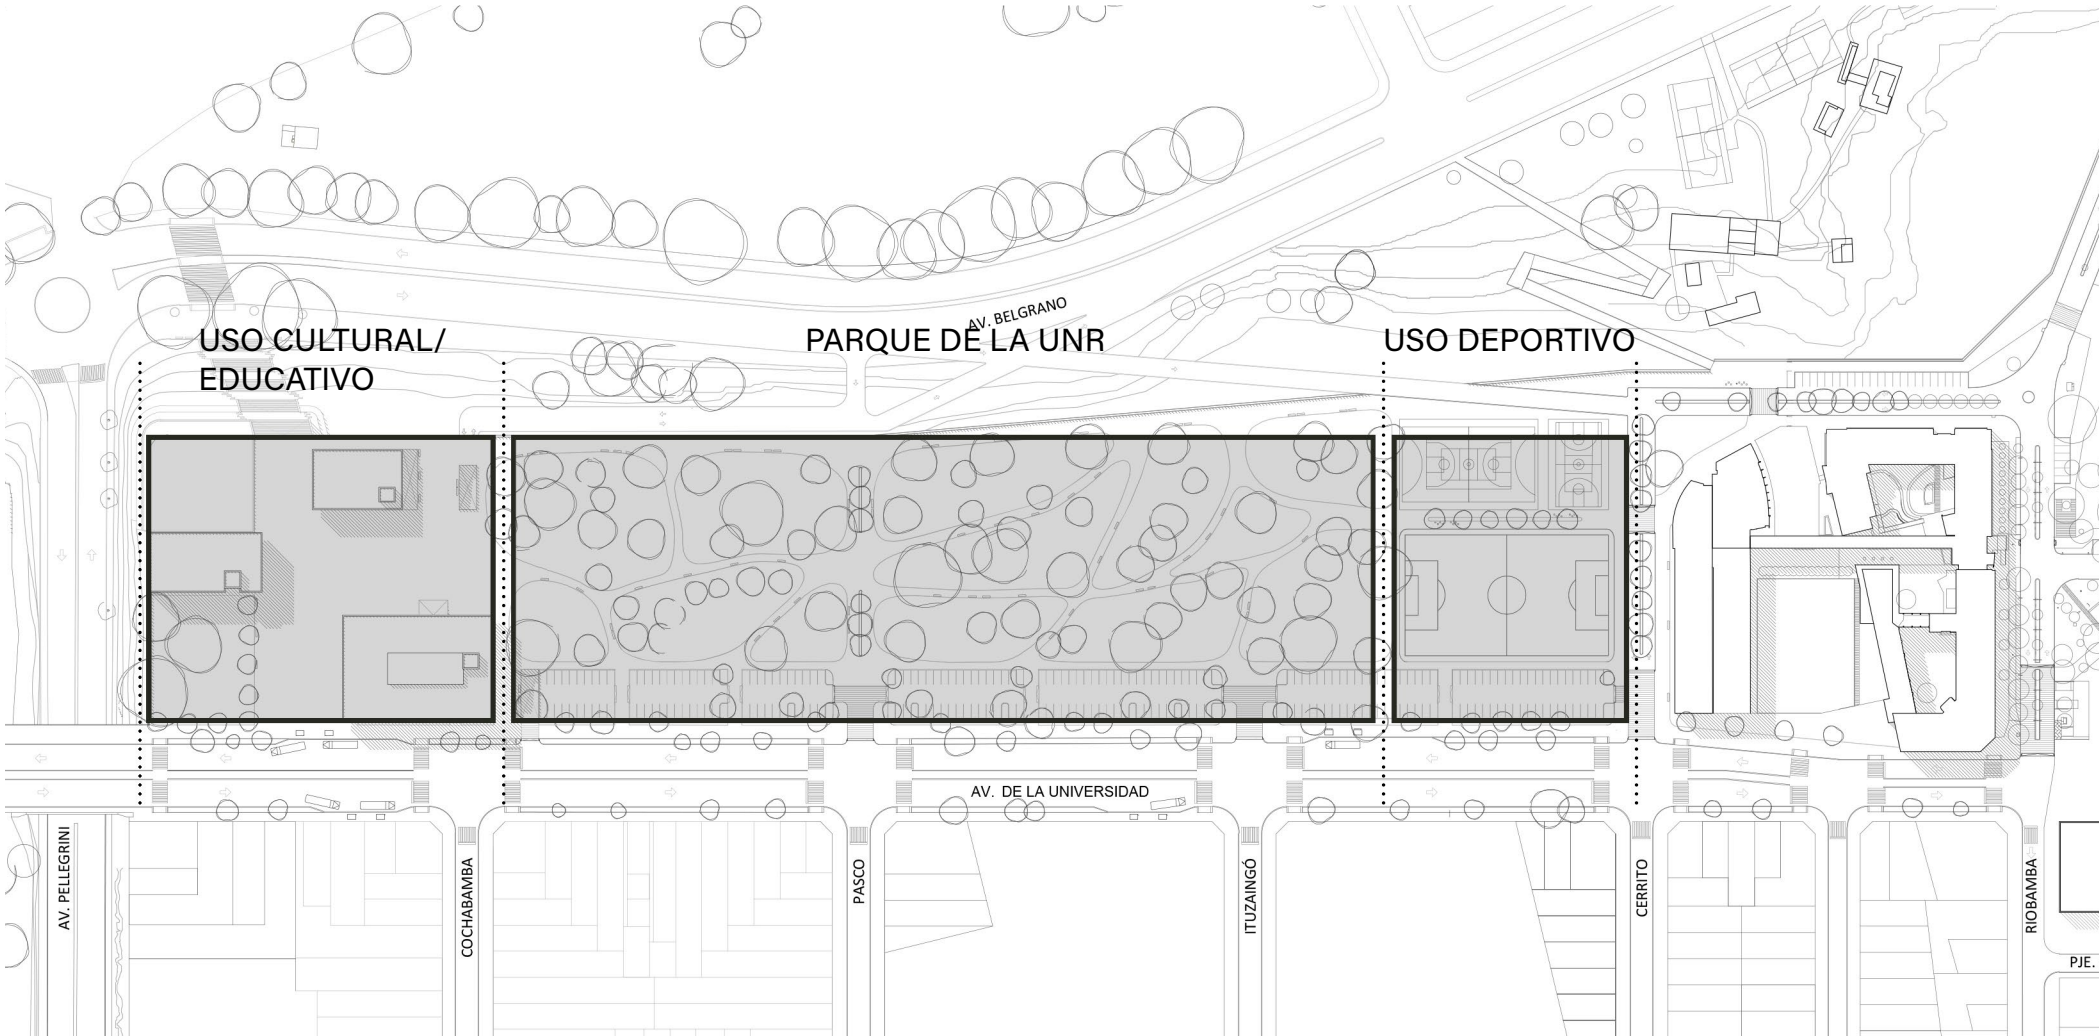 AV. BELGRANO
USO CULTURAL/
EDUCATIVO
PARQUE DE LA UNR
USO DEPORTIVO
AV. DE LA UNIVERSIDAD
AV. PELLEGRINI
COCHABAMBA
PASCO
ITUZAINGÓ
CERRITO
RIOBAMBA
PJE.